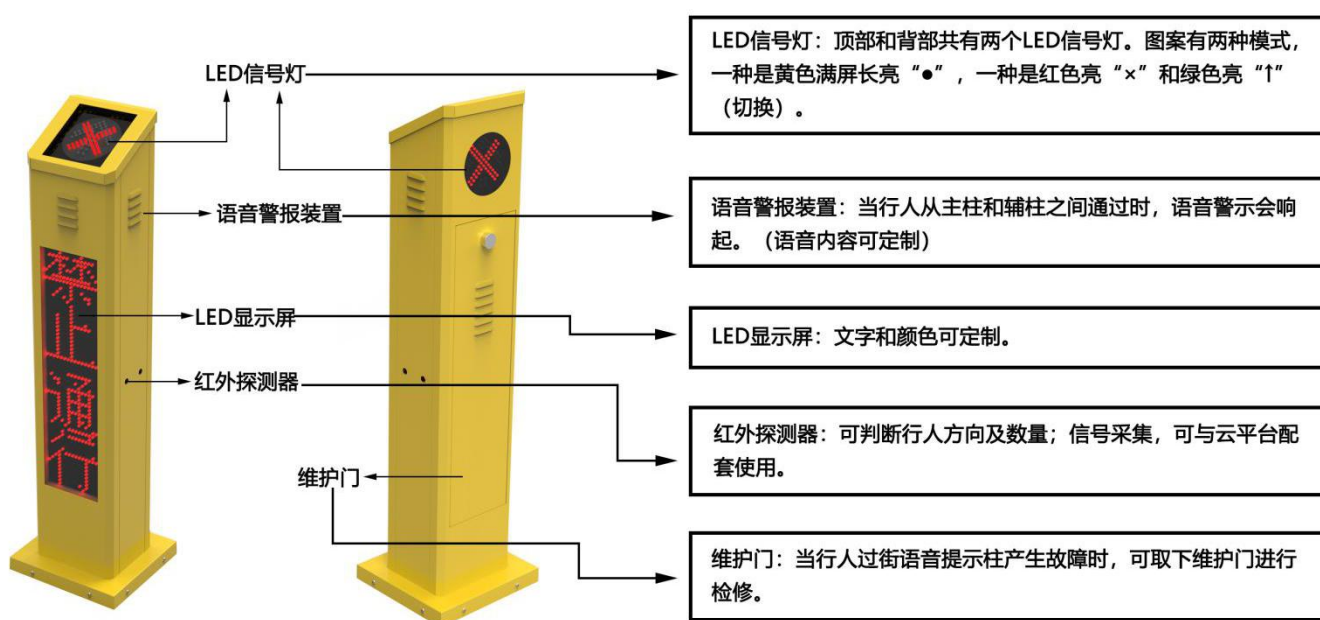 LED信号灯
语音警报装置
LED显示屏
红外探测器
维护门
禁止通行
LED信号灯：顶部和背部共有两个LED信号灯。图案有两种模式，
一种是黄色满屏长亮“●”，一种是红色亮“×”和绿色亮“↑”
（切换）。
语音警报装置：当行人从主柱和辅柱之间通过时，语音警示会响
起。（语音内容可定制）
LED显示屏：文字和颜色可定制。
红外探测器：可判断行人方向及数量；信号采集，可与云平台配
套使用。
维护门：当行人过街语音提示柱产生故障时，可取下维护门进行
检修。